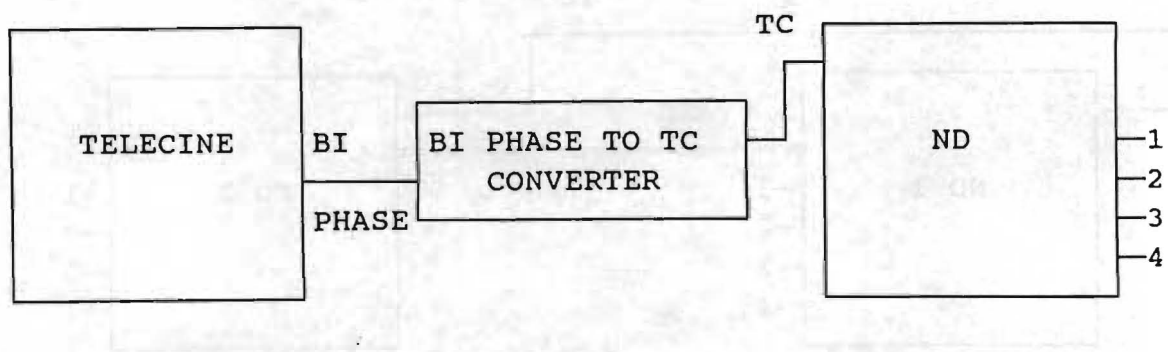 TC
TELECINE
BI
PHASE
BI PHASE TO TC
CONVERTER
ND
1
2
3
4